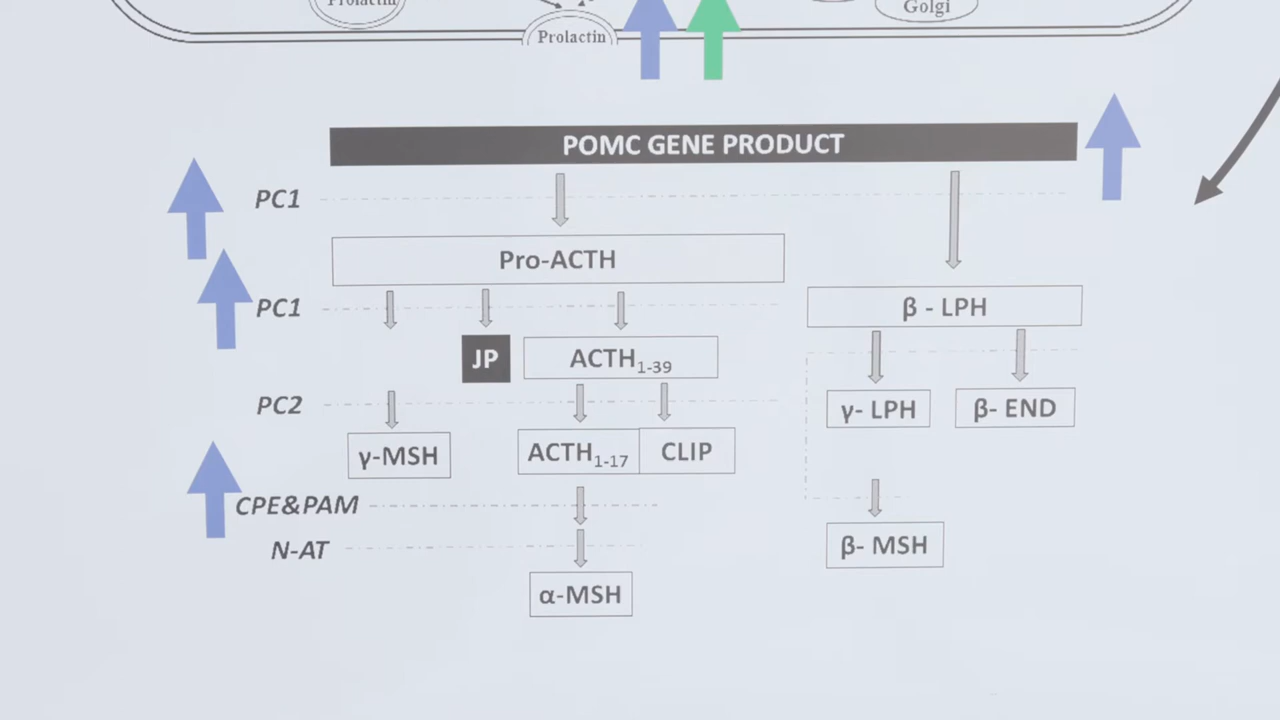 Prolactin
Golgi
Prolactin
POMC GENE PRODUCT
PC1
Pro-ACTH
PC1
β - LPH
JP
ACTH1-39
PC2
γ- LPH
β- END
γ-MSH
ACTH1-17
CLIP
CPE&PAM
N-AT
β- MSH
α-MSH